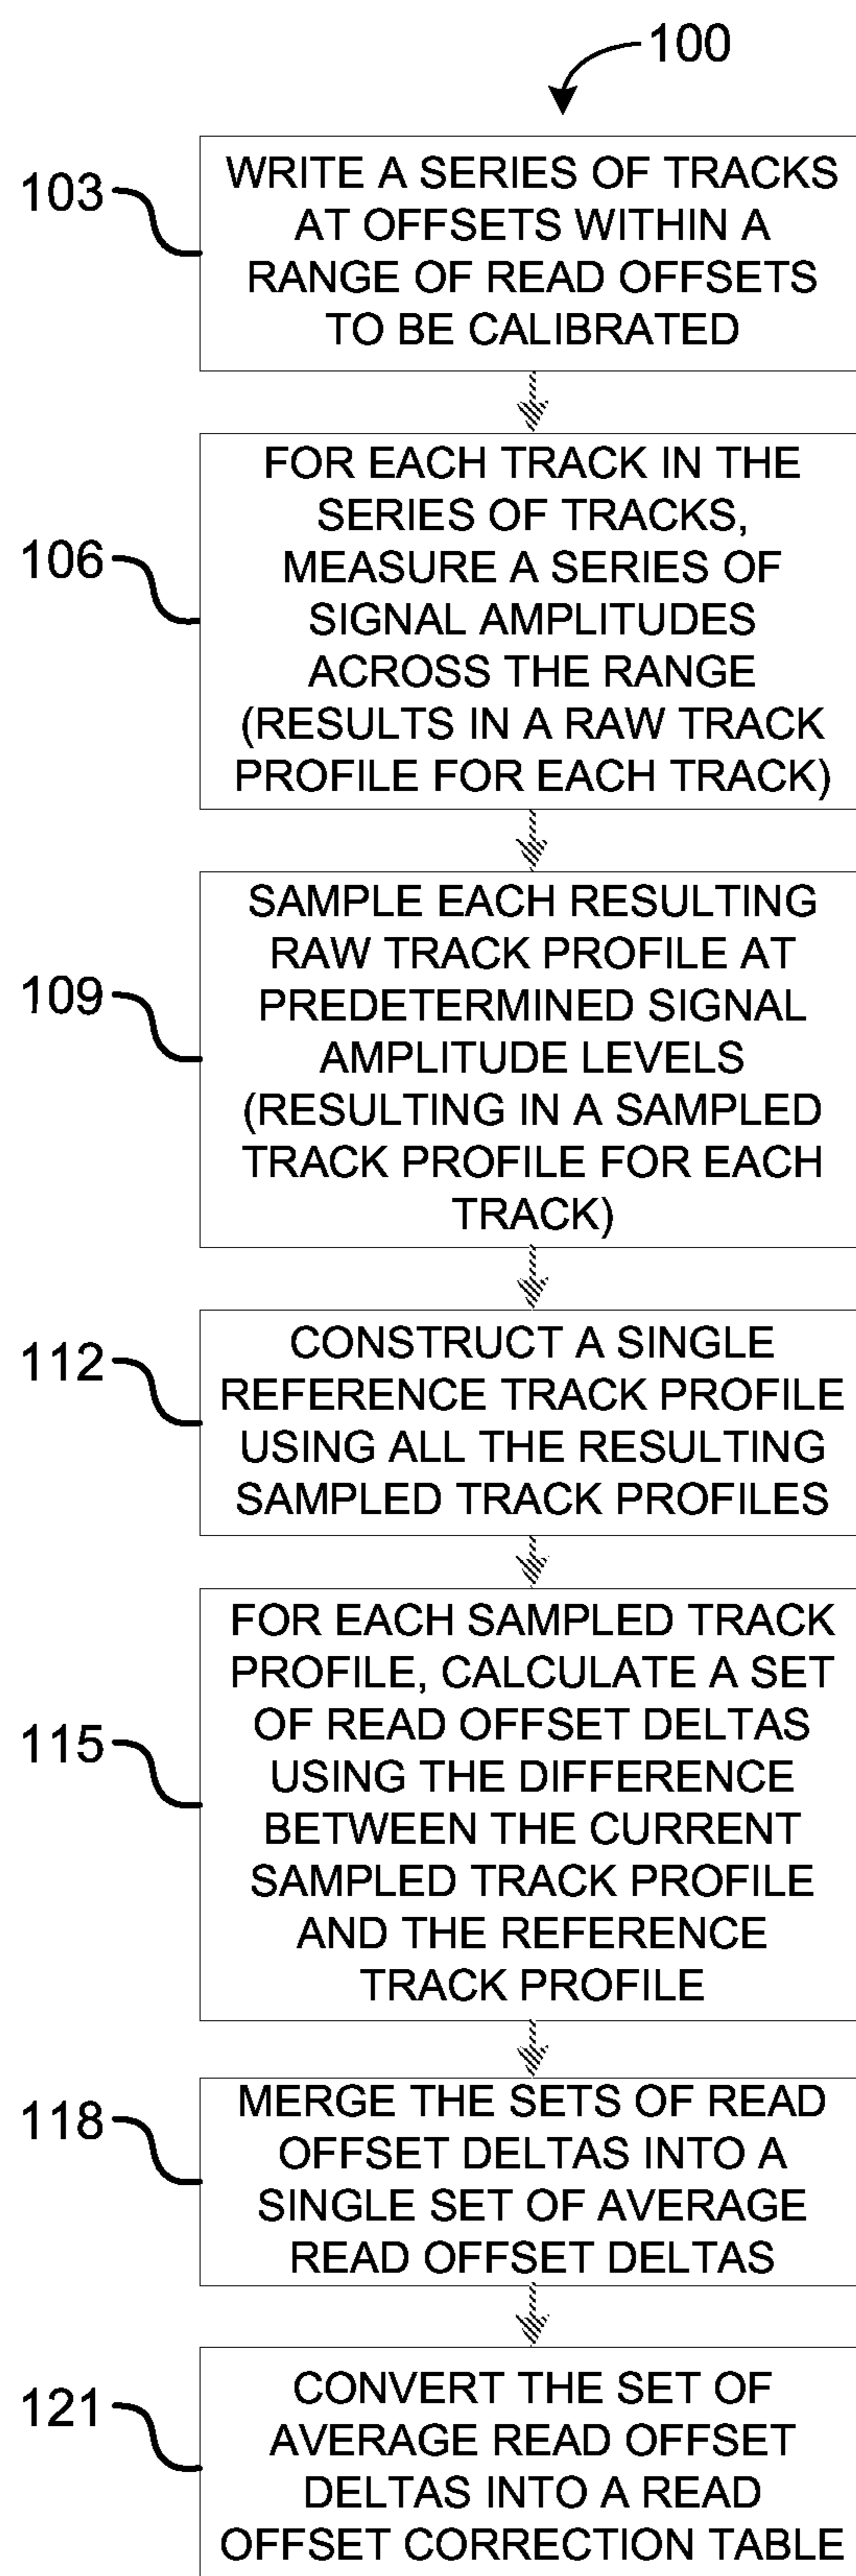 100
103
WRITE A SERIES OF TRACKS
AT OFFSETS WITHIN A
RANGE OF READ OFFSETS
TO BE CALIBRATED
106
FOR EACH TRACK IN THE
SERIES OF TRACKS,
MEASURE A SERIES OF
SIGNAL AMPLITUDES
ACROSS THE RANGE
(RESULTS IN A RAW TRACK
PROFILE FOR EACH TRACK)
109
SAMPLE EACH RESULTING
RAW TRACK PROFILE AT
PREDETERMINED SIGNAL
AMPLITUDE LEVELS
(RESULTING IN A SAMPLED
TRACK PROFILE FOR EACH
TRACK)
112
CONSTRUCT A SINGLE
REFERENCE TRACK PROFILE
USING ALL THE RESULTING
SAMPLED TRACK PROFILES
115
FOR EACH SAMPLED TRACK
PROFILE, CALCULATE A SET
OF READ OFFSET DELTAS
USING THE DIFFERENCE
BETWEEN THE CURRENT
SAMPLED TRACK PROFILE
AND THE REFERENCE
TRACK PROFILE
118
MERGE THE SETS OF READ
OFFSET DELTAS INTO A
SINGLE SET OF AVERAGE
READ OFFSET DELTAS
121
CONVERT THE SET OF
AVERAGE READ OFFSET
DELTAS INTO A READ
OFFSET CORRECTION TABLE